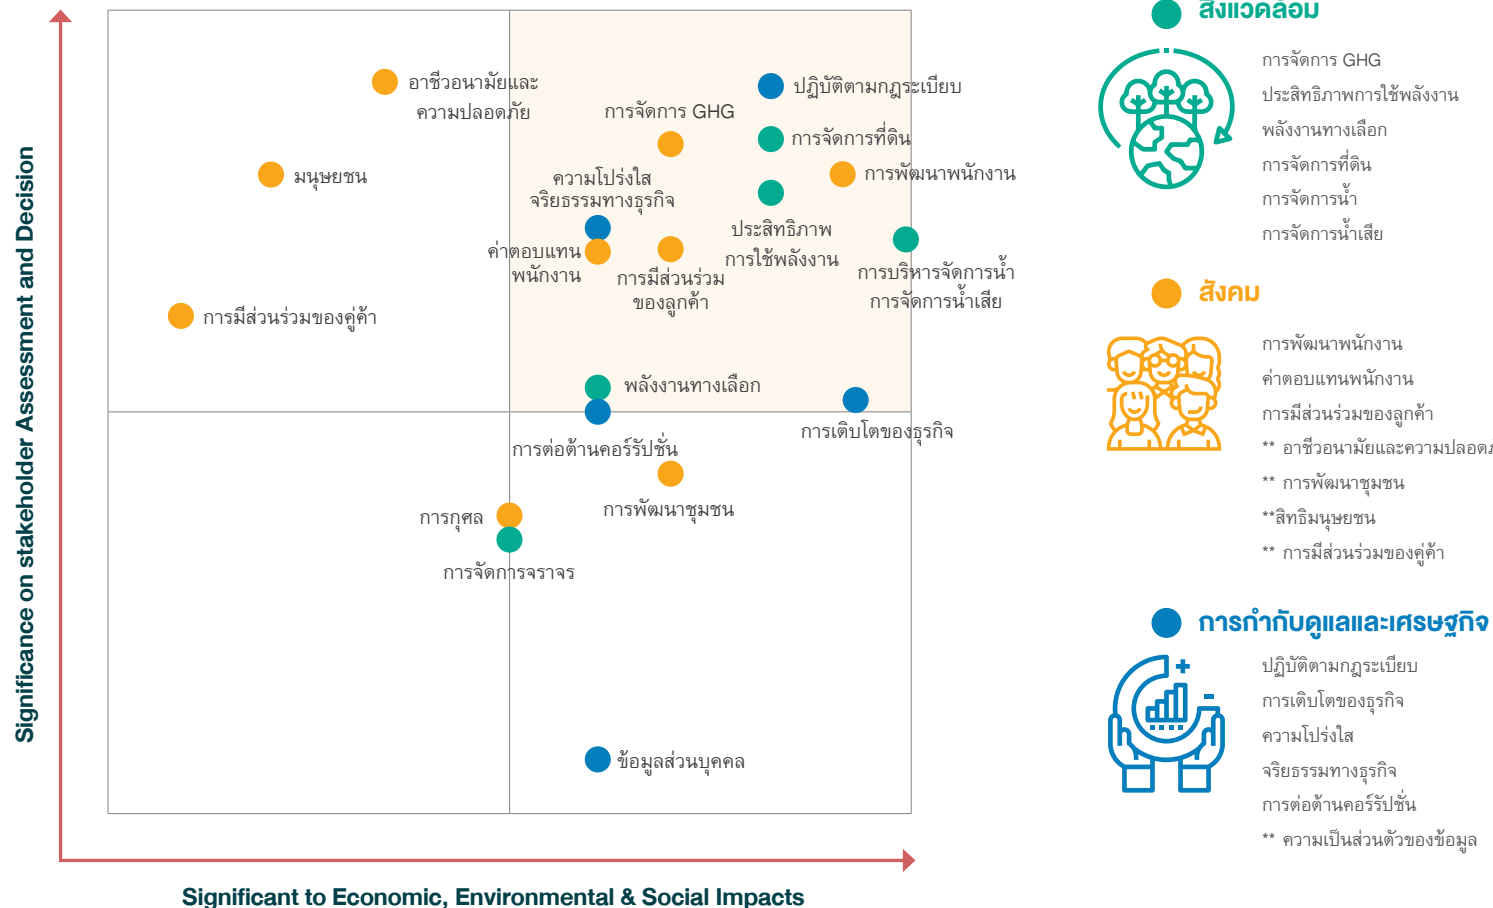 Significance on stakeholder Assessment and Decision
อาชีวอนามัยและ
ความปลอดภัย
มนุษยชน
การมีส่วนร่วมของคู่ค้า
การจัดการ GHG
ปฏิบัติตามกฎระเบียบ
การจัดการที่ดิน
การพัฒนาพนักงาน
ความโปร่งใส
จริยธรรมทางธุรกิจ
ค่าตอบแทน
พนักงาน
การมีส่วนร่วม
ของลูกค้า
ประสิทธิภาพ
การใช้พลังงาน
การบริหารจัดการน้ำ
การจัดการน้ำเสีย
พลังงานทางเลือก
การต่อต้านคอร์รัปชั่น
การเติบโตของธุรกิจ
การพัฒนาชุมชน
การกุศล
การจัดการจราจร
ข้อมูลส่วนบุคคล
Significant to Economic, Environmental & Social Impacts
สิ่งแวดล้อม
การจัดการ GHG
ประสิทธิภาพการใช้พลังงาน
พลังงานทางเลือก
การจัดการที่ดิน
การจัดการน้ำ
การจัดการน้ำเสีย
สังคม
การพัฒนาพนักงาน
ค่าตอบแทนพนักงาน
การมีส่วนร่วมของลูกค้า
** อาชีวอนามัยและความปลอดภ
** การพัฒนาชุมชน
**สิทธิมนุษยชน
** การมีส่วนร่วมของคู่ค้า
การกำกับดูแลและเศรษฐกิจ
ปฏิบัติตามกฎระเบียบ
การเติบโตของธุรกิจ
ความโปร่งใส
จริยธรรมทางธุรกิจ
การต่อต้านคอร์รัปชั่น
** ความเป็นส่วนตัวของข้อมูล